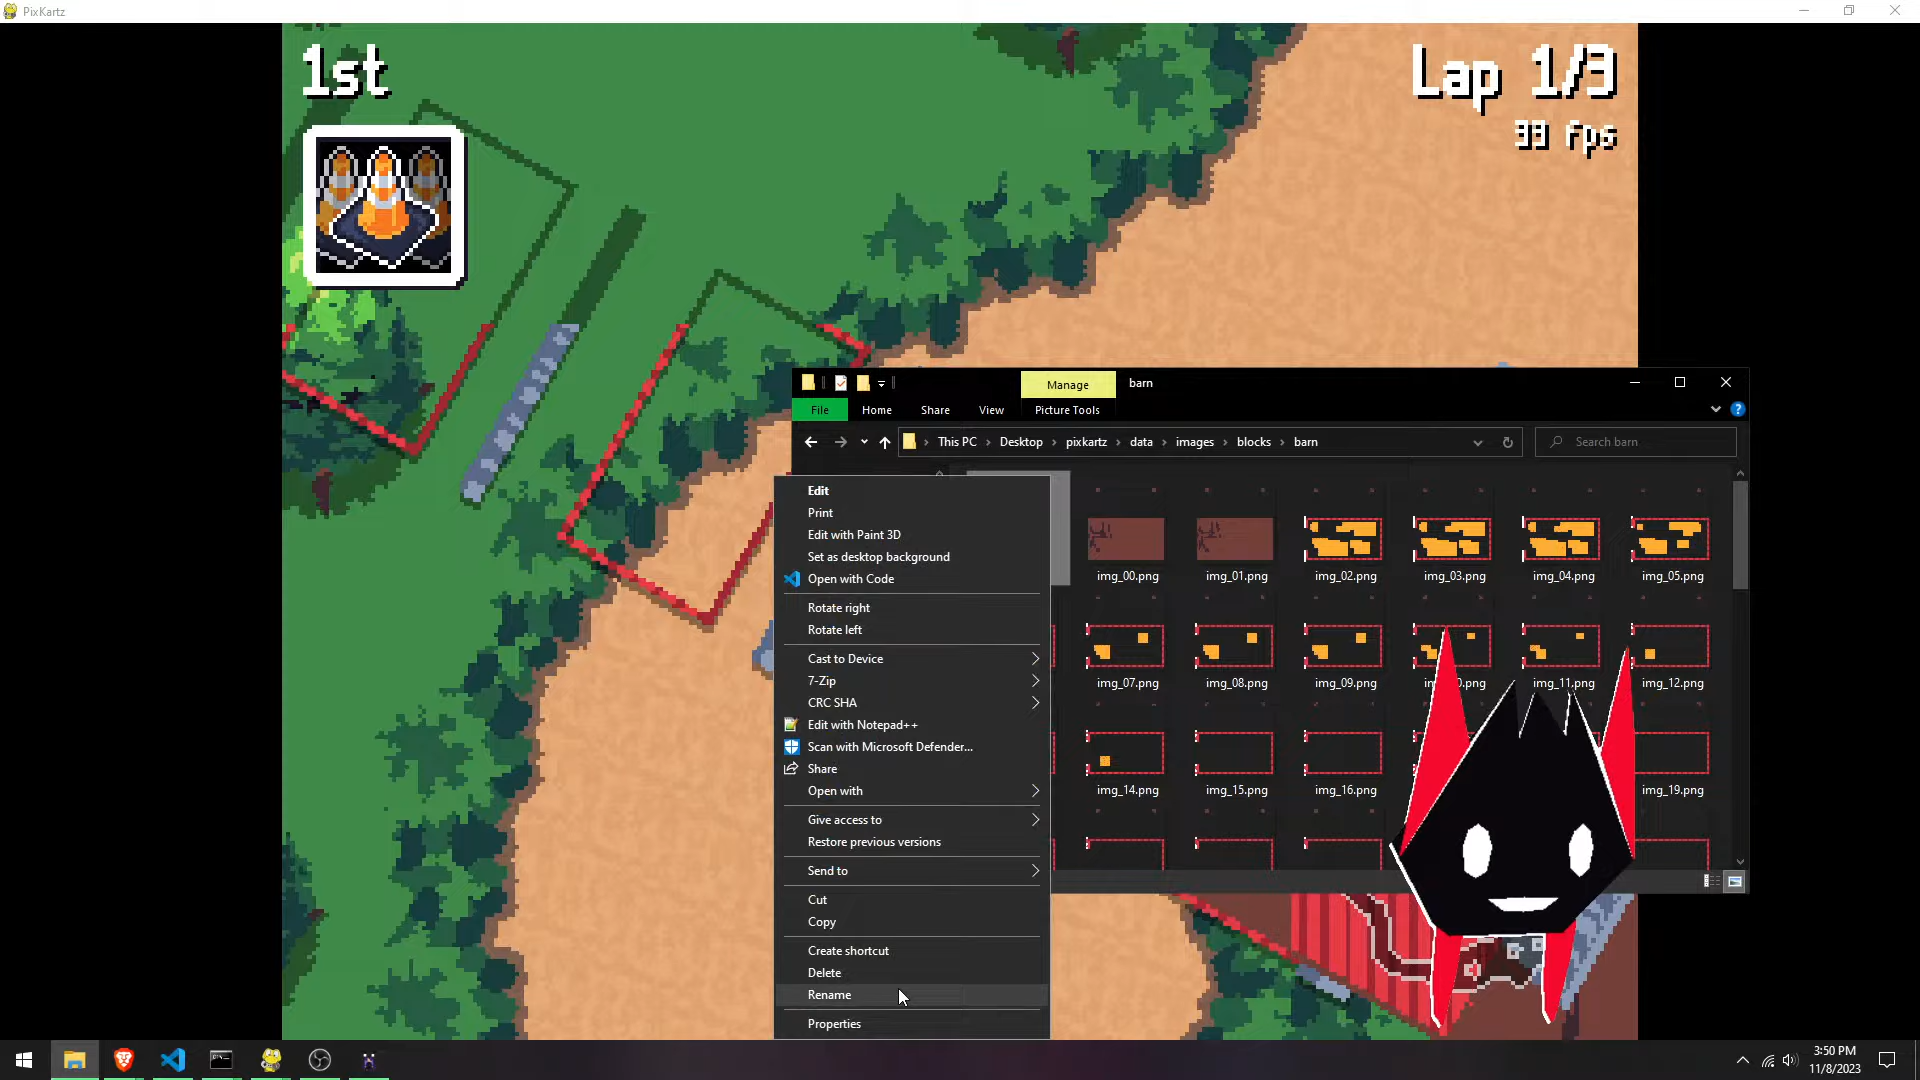 PixKartz
1st
Lap 1/3
99 fps
Manage
barn
File
Home
Share
View
Picture Tools
This PC
Desktop
pixkartz
data
images
blocks
barn
Search barn
Edit
Print
Edit with Paint 3D
Set as desktop background
Open with Code
Rotate right
Rotate left
Cast to Device
7-Zip
CRC SHA
Edit with Notepad++
Scan with Microsoft Defender...
Share
Open with
Give access to
Restore previous versions
Send to
Cut
Copy
Create shortcut
Delete
Rename
Properties
img_00.png
img_01.png
img_02.png
img_03.png
img_04.png
img_05.png
img_07.png
img_08.png
img_09.png
img_11.png
img_12.png
img_14.png
img_15.png
img_16.png
img_19.png
3:50 PM
11/8/2023